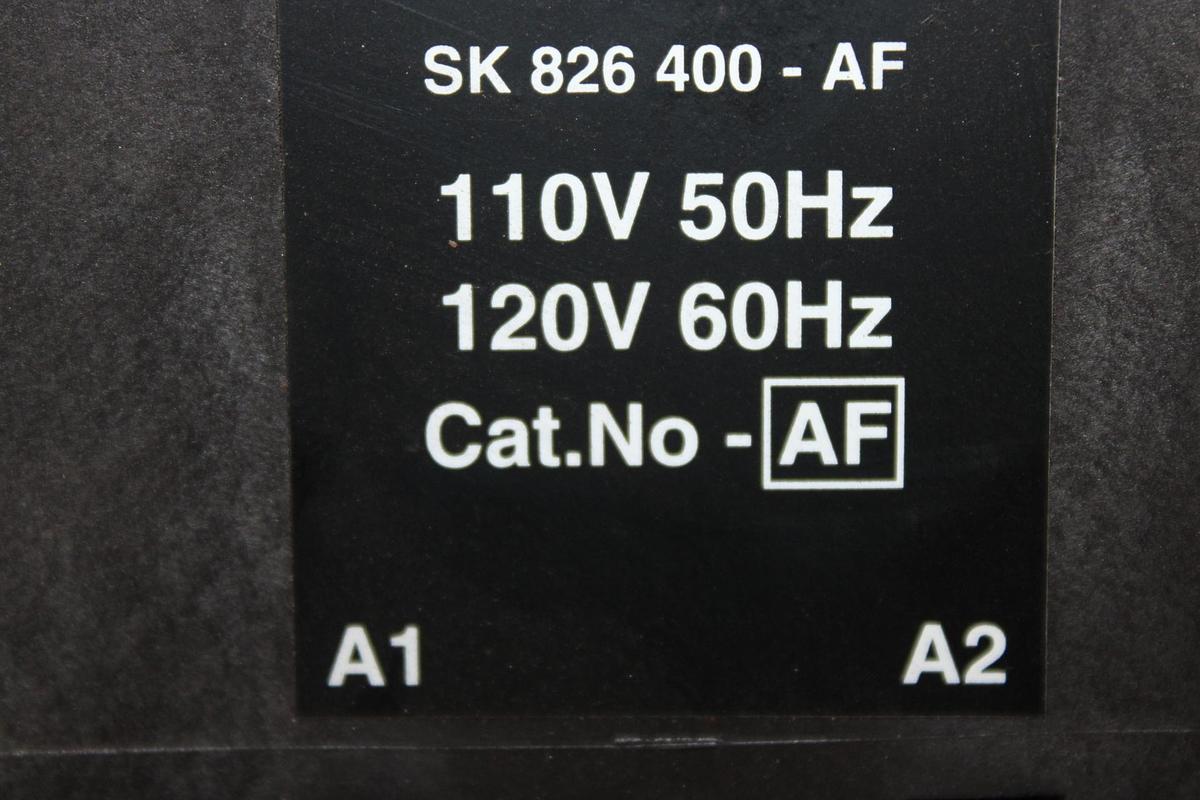 SK 826 400 - AF
110V 50Hz
120V 60Hz
Cat.No - AF
A1 A2